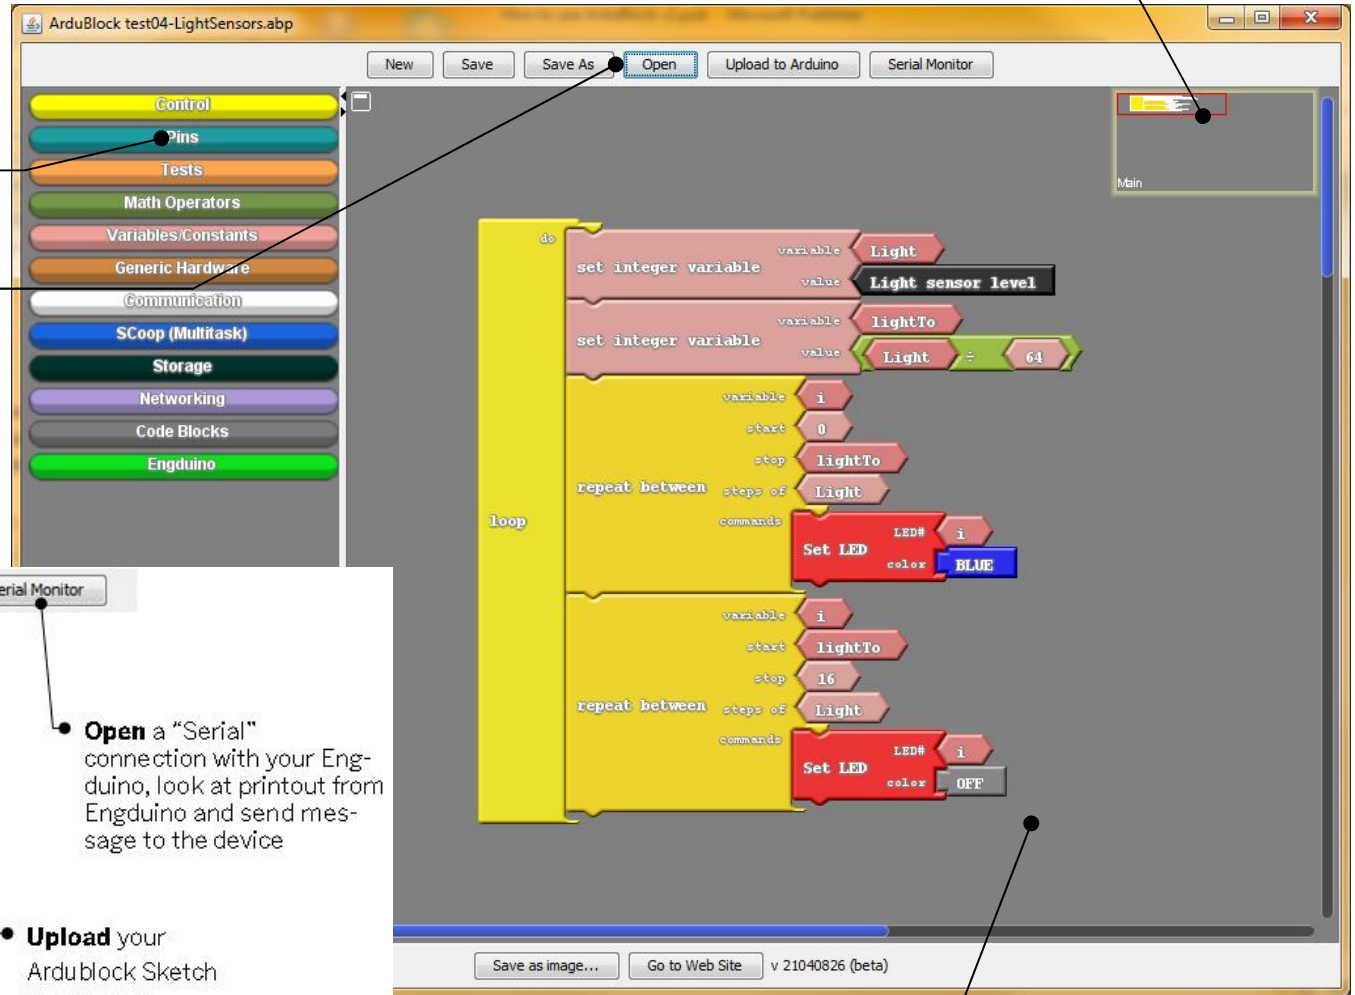 ArduBlock test04-LightSensors.abp
New Save Save As Open Upload to Arduino Serial Monitor
Control
Pins
Tests
Math Operators
Variables/Constants
Generic Hardware
Communication
SCoop (Multitask)
Storage
Networking
Code Blocks
Engduino
Main
loop
do
set integer variable
variable Light
value Light sensor level
set integer variable
variable lightTo
value Light ÷ 64
repeat between
variable i
start 0
stop lightTo
steps of Light
commands
Set LED
LED# i
color BLUE
repeat between
variable i
start lightTo
stop 16
steps of Light
commands
Set LED
LED# i
color OFF
erial Monitor
Open a “Serial”
connection with your Eng-
duino, look at printout from
Engduino and send mes-
sage to the device
Upload your
Ardublock Sketch
Save as image... Go to Web Site v 21040826 (beta)